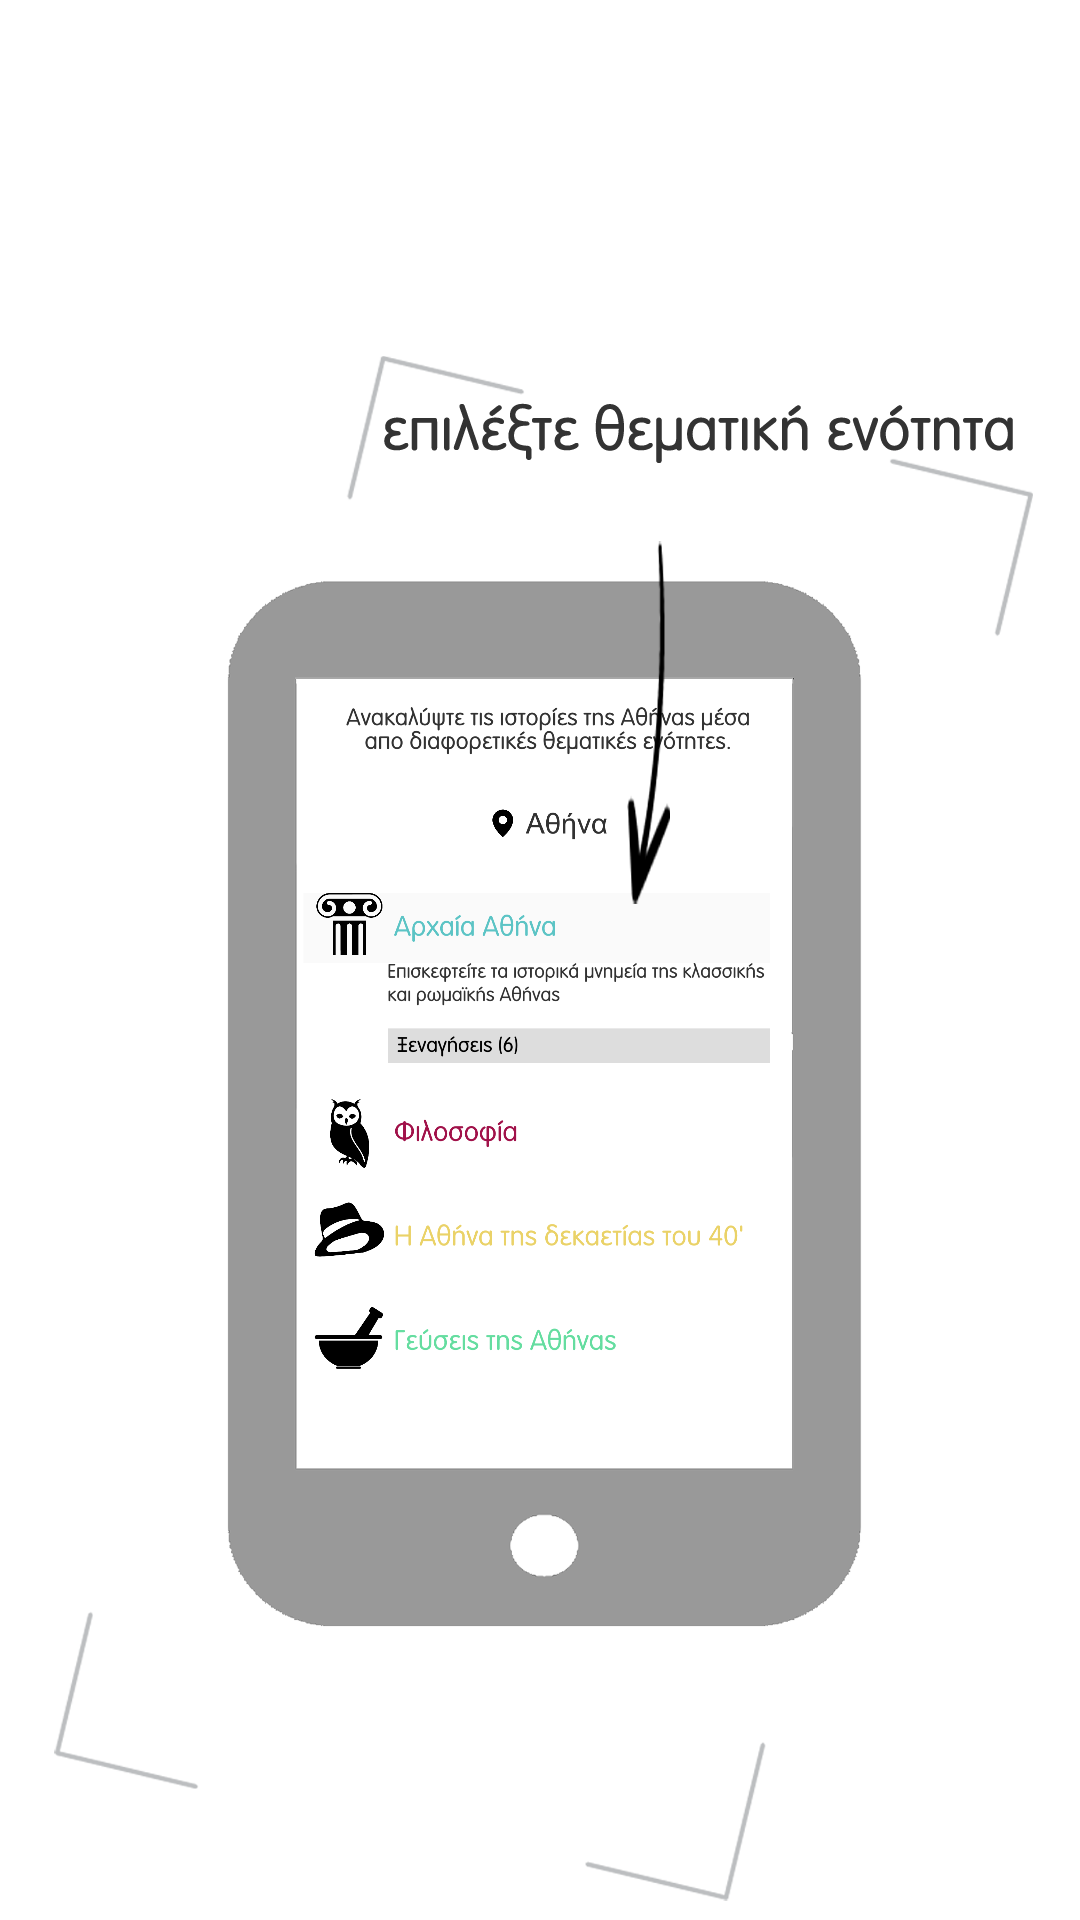 επιλέξτε θεματική ενότητα
Ανακαλύψτε τις ιστορίες της Αθήνας μέσα
απο διαφορετικές θεματικές ενότητες.
Αθήνα
Αρχαία Αθήνα
Επισκεφτείτε τα ιστορικά μνημεία της κλασσικής
και ρωμαϊκής Αθήνας
Ξεναγήσεις (6)
Φιλοσοφία
Η Αθήνα της δεκαετίας του 40'
Γεύσεις της Αθήνας